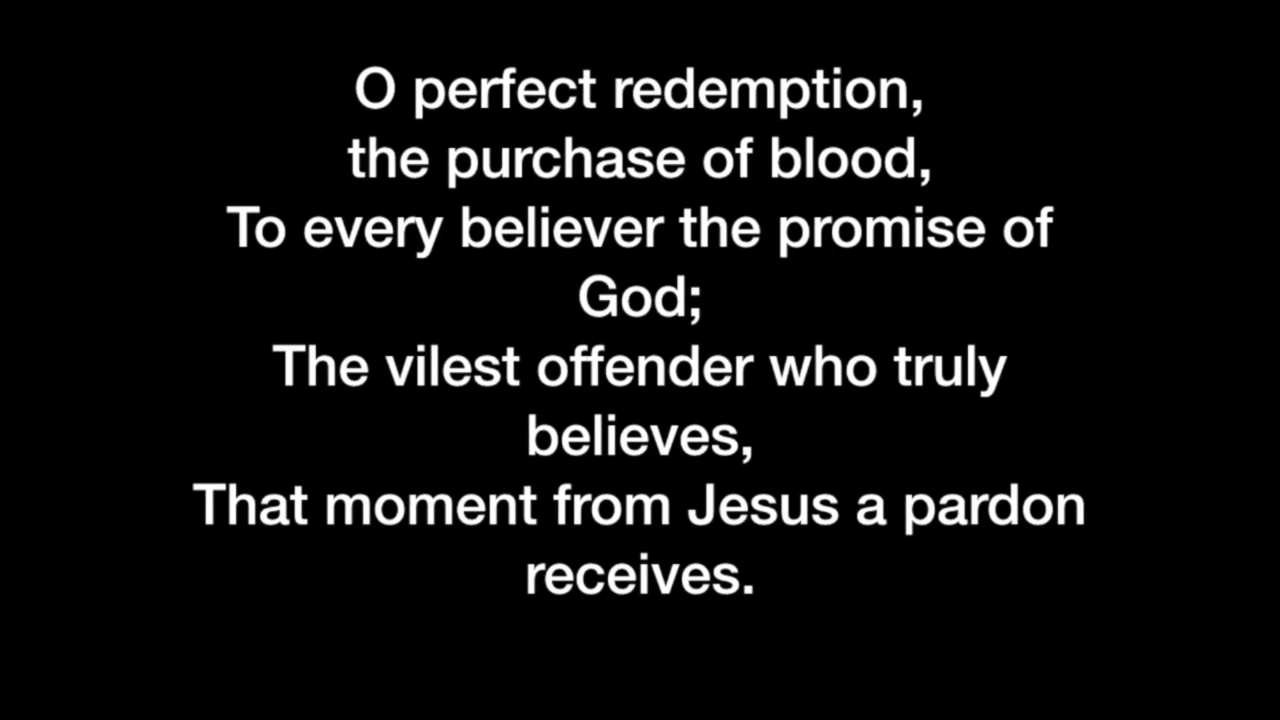 O perfect redemption,
the purchase of blood,
To every believer the promise of
God;
The vilest offender who truly
believes,
That moment from Jesus a pardon
receives.